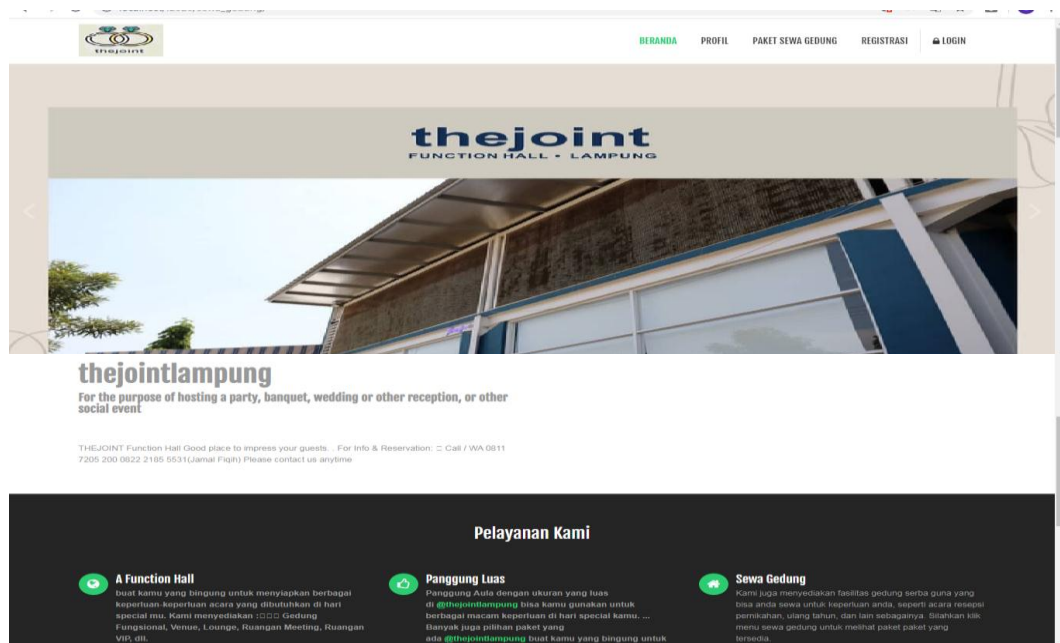 thejoint
BERANDA PROFIL PAKET SEWA GEDUNG REGISTRASI LOGIN
thejoint
FUNCTION HALL • LAMPUNG
thejointlampung
For the purpose of hosting a party, banquet, wedding or other reception, or other
social event
THEJOINT Function Hall Good place to impress your guests. . For Info & Reservation: □ Call / WA 0811
7205 200 0822 2185 5531(Jamal Fiqih) Please contact us anytime
Pelayanan Kami
A Function Hall
buat kamu yang bingung untuk menyiapkan berbagai
keperluan-keperluan acara yang dibutuhkan di hari
special mu. Kami menyediakan :□□□ Gedung
Fungsional, Venue, Lounge, Ruangan Meeting, Ruangan
VIP, dll.
Panggung Luas
Panggung Aula dengan ukuran yang luas
di @thejointlampung bisa kamu gunakan untuk
berbagai macam keperluan di hari special kamu. ...
Banyak juga pilihan paket yang
ada @thejointlampung buat kamu yang bingung untuk
Sewa Gedung
Kami juga menyediakan fasilitas gedung serba guna yang
bisa anda sewa untuk keperluan anda, seperti acara resepsi
pernikahan, ulang tahun, dan lain sebagainya. Silahkan klik
menu sewa gedung untuk melihat paket paket yang
tersedia.